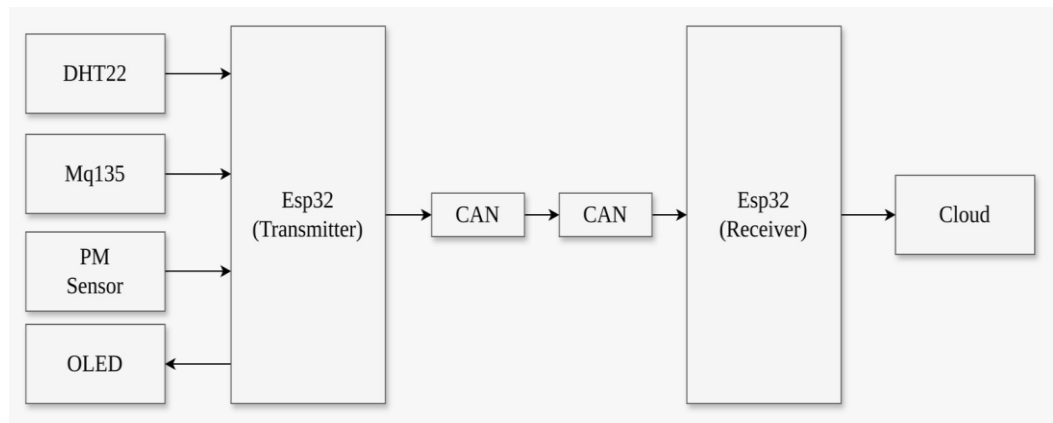 DHT22
Mq135
PM
Sensor
OLED
Esp32
(Transmitter)
CAN
CAN
Esp32
(Receiver)
Cloud